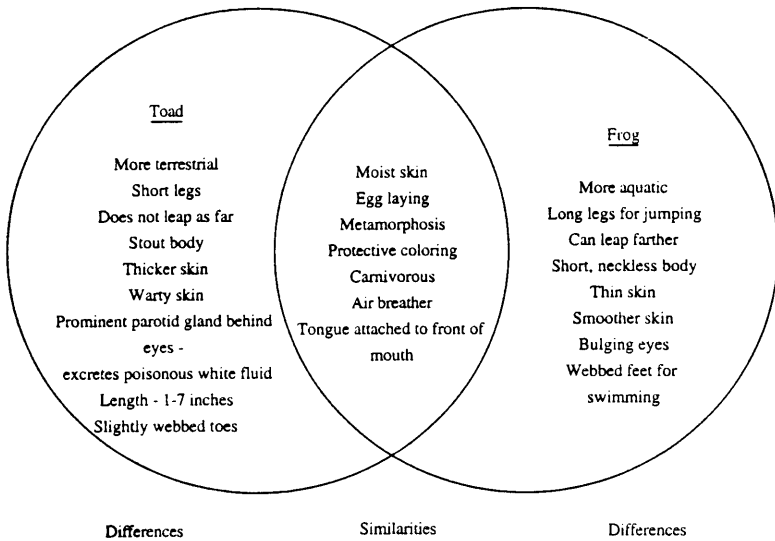 Toad
More terrestrial
Short legs
Does not leap as far
Stout body
Thicker skin
Warty skin
Prominent parotid gland behind
eyes -
excretes poisonous white fluid
Length - 1-7 inches
Slightly webbed toes
Moist skin
Egg laying
Metamorphosis
Protective coloring
Carnivorous
Air breather
Tongue attached to front of
mouth
Frog
More aquatic
Long legs for jumping
Can leap farther
Short, neckless body
Thin skin
Smoother skin
Bulging eyes
Webbed feet for
swimming
Differences
Similarities
Differences